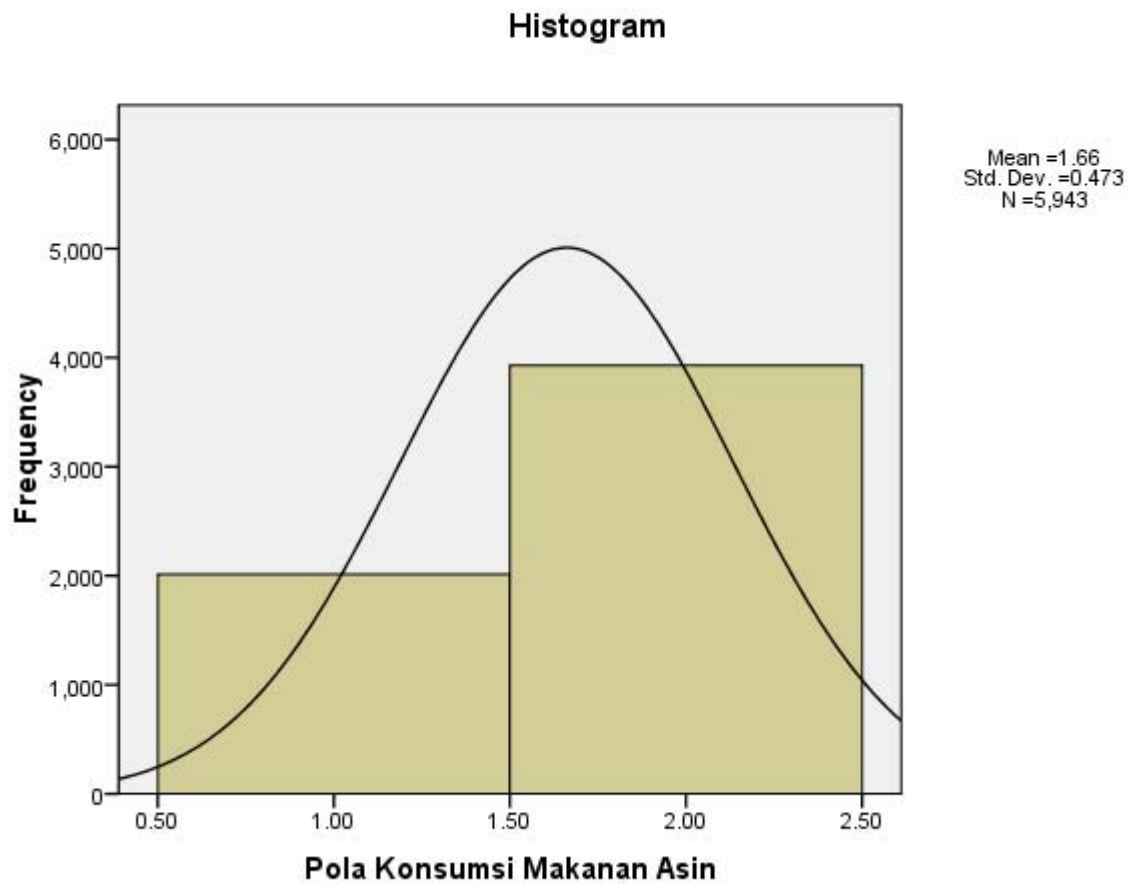 Histogram
Mean =1.66
Std. Dev. =0.473
N =5,943
6,000
5,000
4,000
3,000
2,000
1,000
0
Frequency
0.50 1.00 1.50 2.00 2.50
Pola Konsumsi Makanan Asin